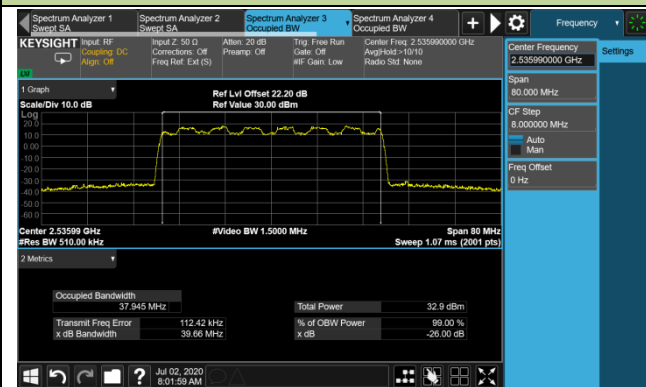 Spectrum Analyzer 1
Swept SA
Spectrum Analyzer 2
Swept SA
Spectrum Analyzer 3
Occupied BW
Spectrum Analyzer 4
Occupied BW
Frequency
KEYSIGHT
Input: RF
Coupling: DC
Align: Off
Input Z: 50 Ω
Corrections: Off
Freq Ref: Ext (S)
Atten: 20 dB
Preamp: Off
Trig: Free Run
Gate: Off
#IF Gain: Low
Center Freq: 2.535990000 GHz
Avg|Hold:>10/10
Radio Std: None
Center Frequency
2.535990000 GHz
Settings
Span
80.000 MHz
CF Step
8.000000 MHz
Auto
Man
Freq Offset
0 Hz
1 Graph
Scale/Div 10.0 dB
Ref Lvl Offset 22.20 dB
Ref Value 30.00 dBm
Log
20.0
10.0
0.00
-10.0
-20.0
-30.0
-40.0
-50.0
-60.0
Center 2.53599 GHz
#Video BW 1.5000 MHz
Span 80 MHz
#Res BW 510.00 kHz
Sweep 1.07 ms (2001 pts)
2 Metrics
Occupied Bandwidth
37.945 MHz
Total Power
32.9 dBm
Transmit Freq Error
112.42 kHz
% of OBW Power
99.00 %
x dB Bandwidth
39.66 MHz
x dB
-26.00 dB
Jul 02, 2020
8:01:59 AM